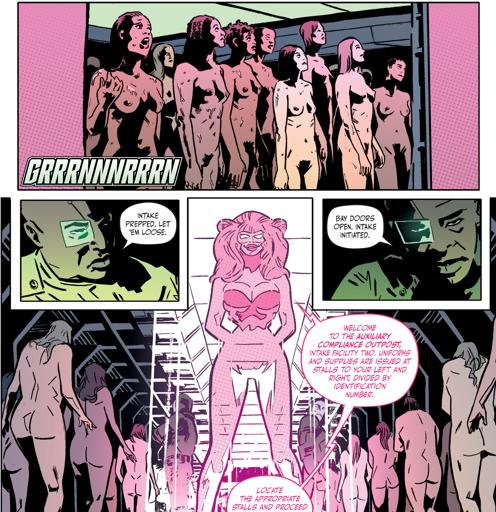 GRRRNNNRRRN
INTAKE
PREPPED. LET
'EM LOOSE.
BAY DOORS
OPEN. INTAKE
INITIATED.
WELCOME
TO THE AUXILIARY
COMPLIANCE OUTPOST,
INTAKE FACILITY TWO. UNIFORMS
AND SUPPLIES ARE ISSUED AT
STALLS TO YOUR LEFT AND
RIGHT, DIVIDED BY
IDENTIFICATION
NUMBER.
LOCATE
THE APPROPRIATE
STALLS AND PROCEED